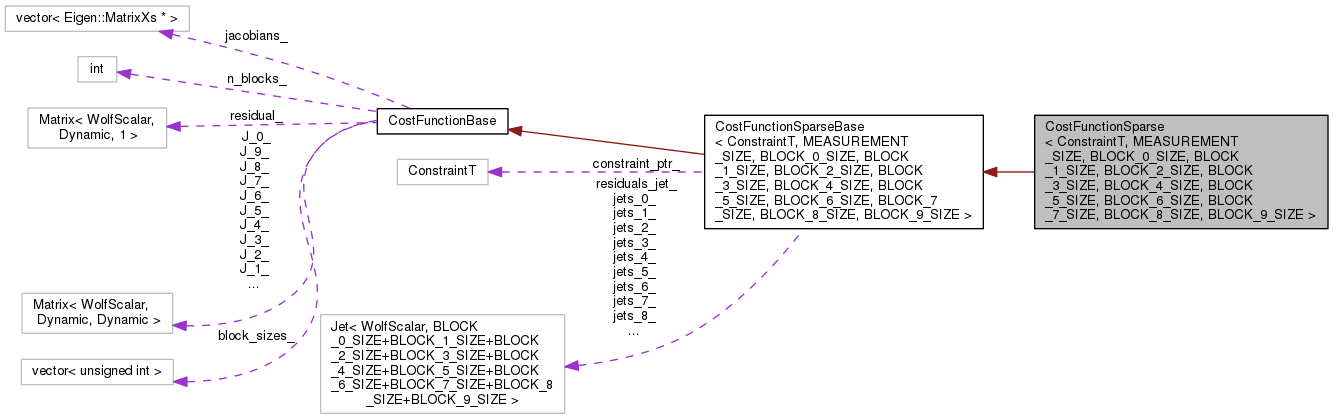 vector< Eigen::MatrixXs * >
jacobians_
int
n_blocks_
Matrix< WolfScalar,
Dynamic, 1 >
residual_
CostFunctionBase
J_0_
J_9_
J_8_
J_7_
J_6_
J_5_
J_4_
J_3_
J_2_
J_1_
...
Matrix< WolfScalar,
Dynamic, Dynamic >
block_sizes_
vector< unsigned int >
ConstraintT
constraint_ptr_
residuals_jet_
jets_0_
jets_1_
jets_2_
jets_3_
jets_4_
jets_5_
jets_6_
jets_7_
jets_8_
...
Jet< WolfScalar, BLOCK
_0_SIZE+BLOCK_1_SIZE+BLOCK
_2_SIZE+BLOCK_3_SIZE+BLOCK
_4_SIZE+BLOCK_5_SIZE+BLOCK
_6_SIZE+BLOCK_7_SIZE+BLOCK_8
_SIZE+BLOCK_9_SIZE >
CostFunctionSparseBase
< ConstraintT, MEASUREMENT
_SIZE, BLOCK_0_SIZE, BLOCK
_1_SIZE, BLOCK_2_SIZE, BLOCK
_3_SIZE, BLOCK_4_SIZE, BLOCK
_5_SIZE, BLOCK_6_SIZE, BLOCK_7
_SIZE, BLOCK_8_SIZE, BLOCK_9_SIZE >
CostFunctionSparse
< ConstraintT, MEASUREMENT
_SIZE, BLOCK_0_SIZE, BLOCK
_1_SIZE, BLOCK_2_SIZE, BLOCK
_3_SIZE, BLOCK_4_SIZE, BLOCK
_5_SIZE, BLOCK_6_SIZE, BLOCK
_7_SIZE, BLOCK_8_SIZE, BLOCK_9_SIZE >